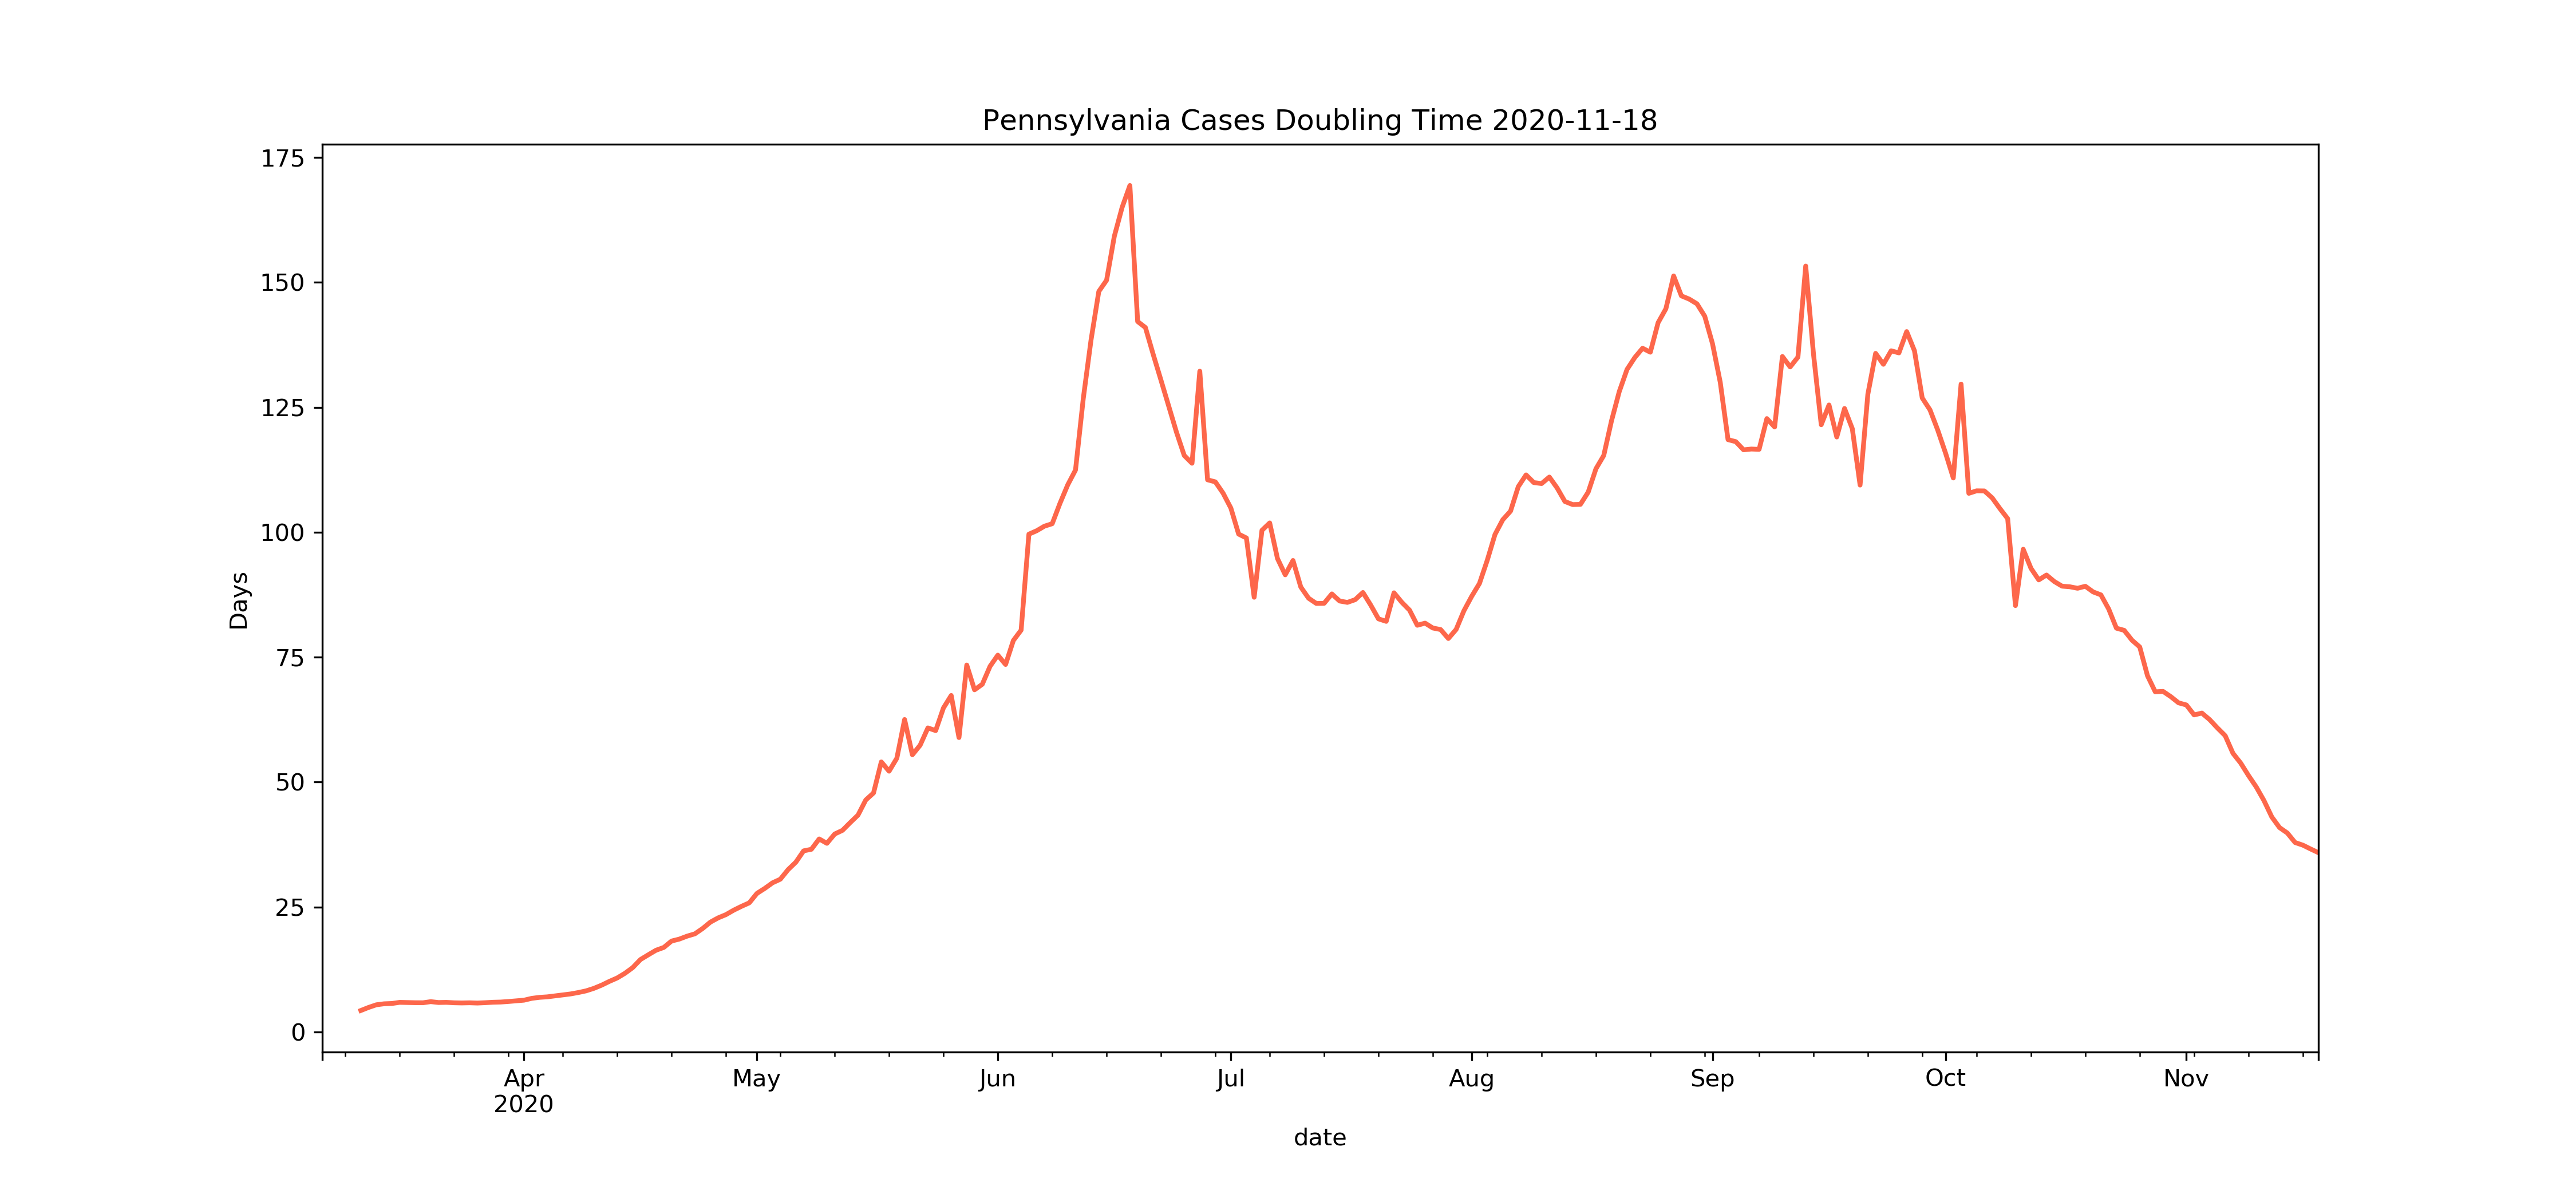 Pennsylvania Cases Doubling Time 2020-11-18
175
150
125
100
75
50
25
0
Days
Apr May Jun Jul Aug Sep Oct Nov
2020
date